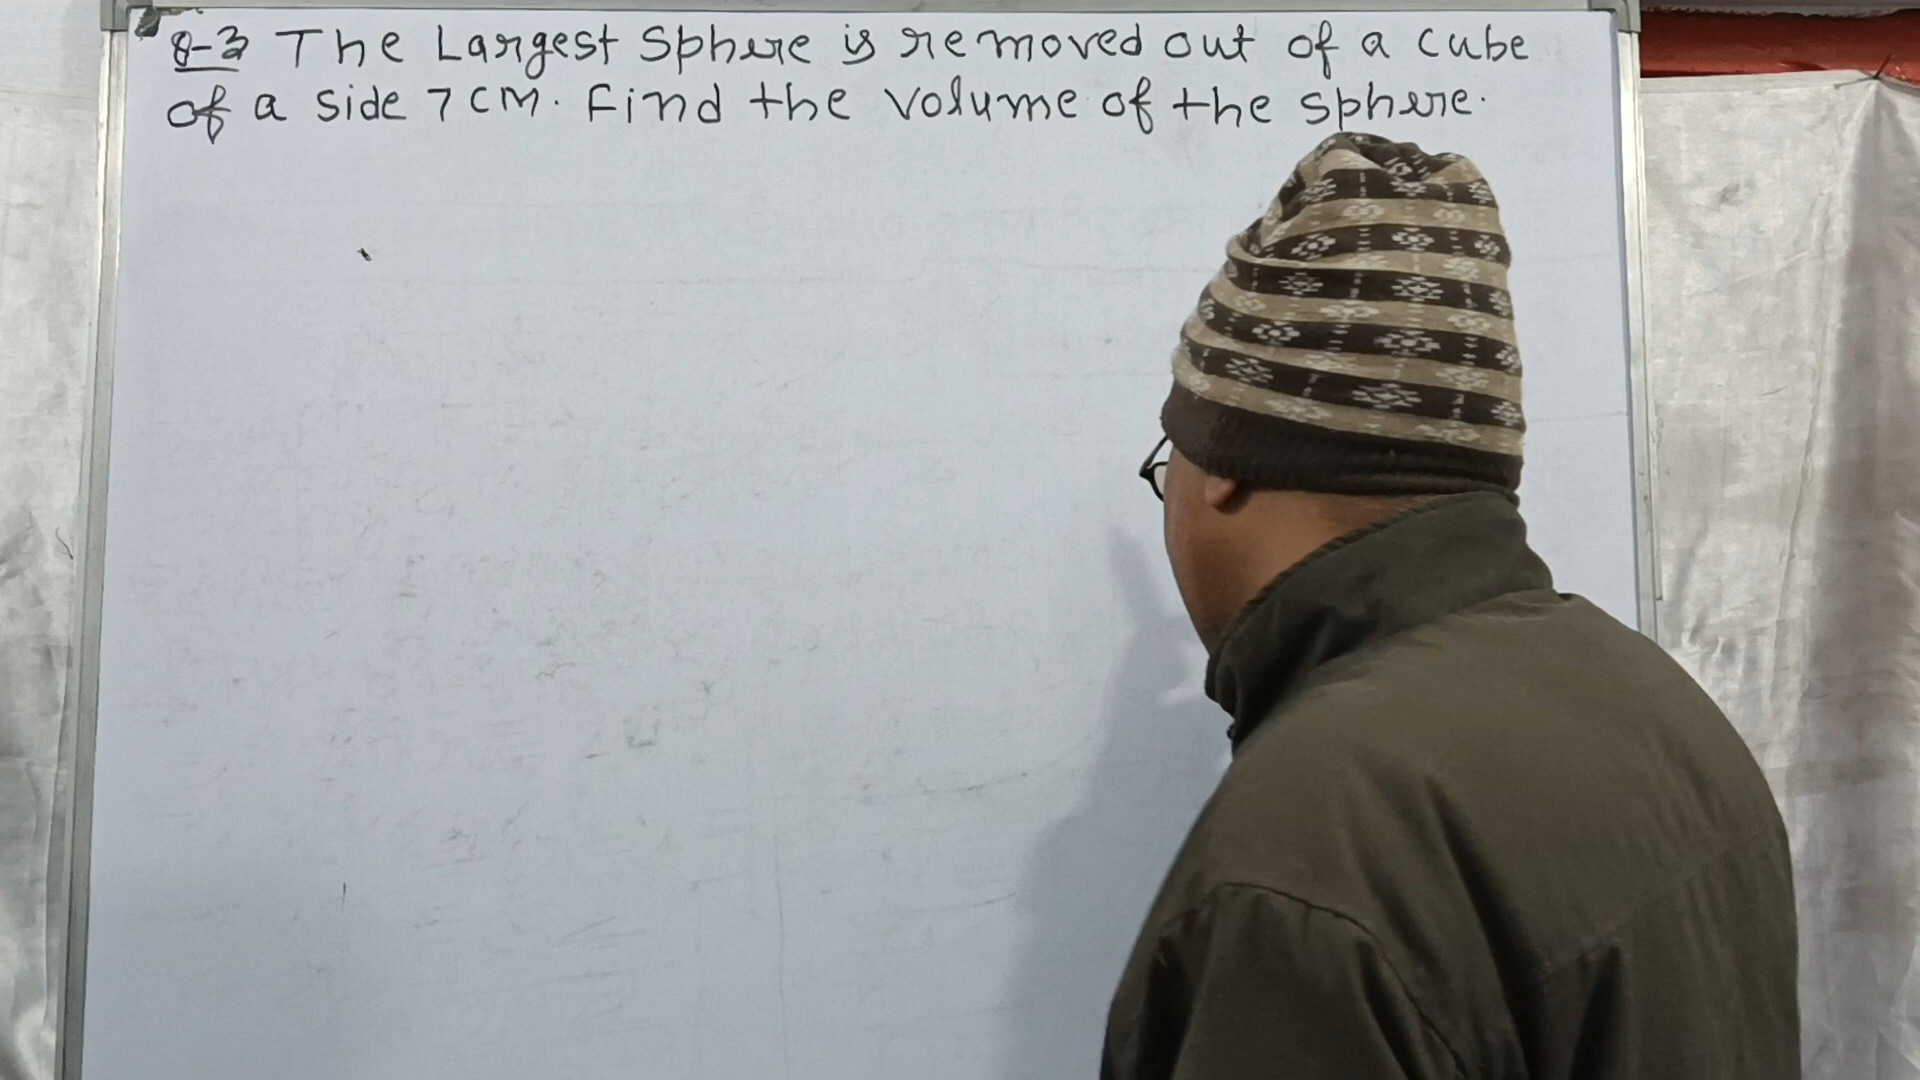 Q-3 The Largest Sphere is removed out of a cube
of a side 7 CM. Find the volume of the sphere.